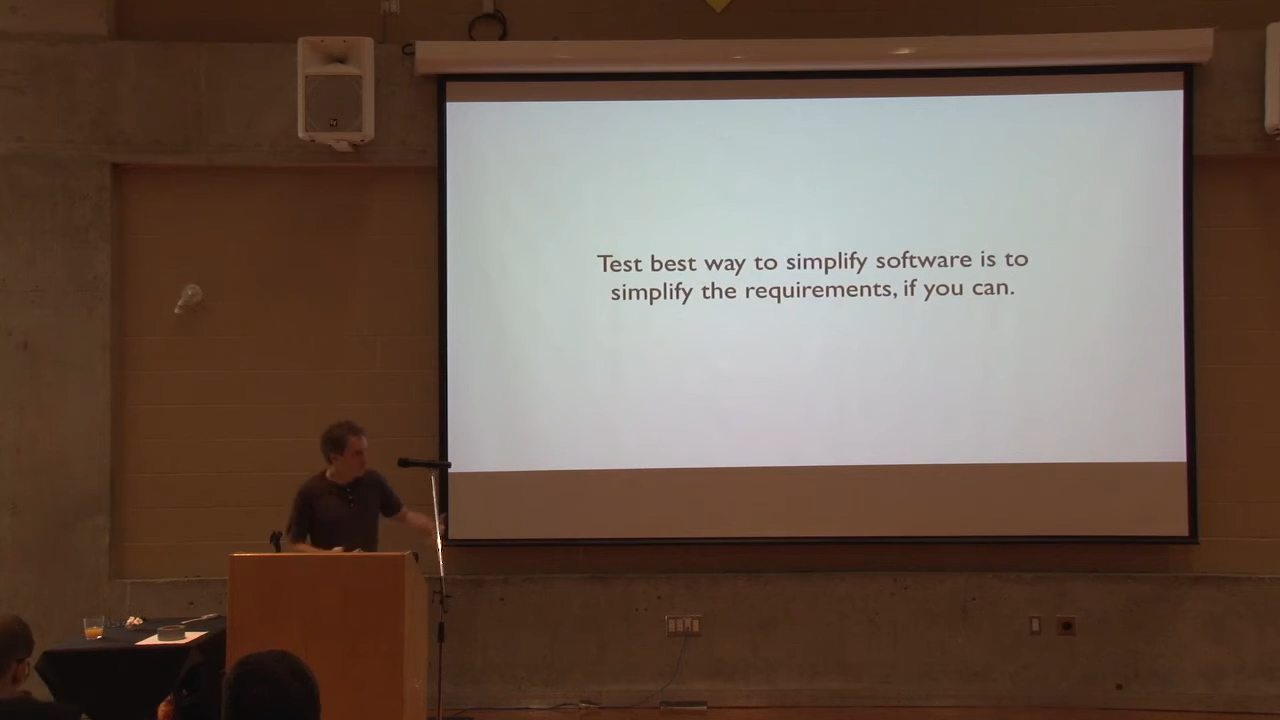 Test best way to simplify software is to
simplify the requirements, if you can.